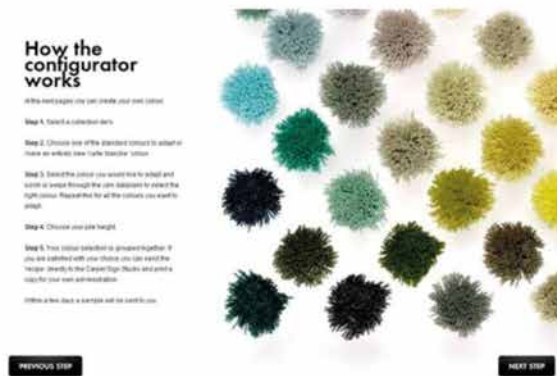 How the
configurator
works
At the next pages you can create your own colour.
Step 1. Select a collection item.
Step 2. Choose one of the standard colours to adapt or
make an entirely new 'carte blanche' colour.
Step 3. Select the colour you would like to adapt and
scroll or swipe through the yarn database to select the
right colour. Repeat this for all the colours you want to
adapt.
Step 4. Choose your pile height.
Step 5. Your colour selection is grouped together. If
you are satisfied with your choice you can send the
'recipe' directly to the Carpet Sign Studio and print a
copy for your own administration.
Within a few days a sample will be send to you.
PREVIOUS STEP
NEXT STEP